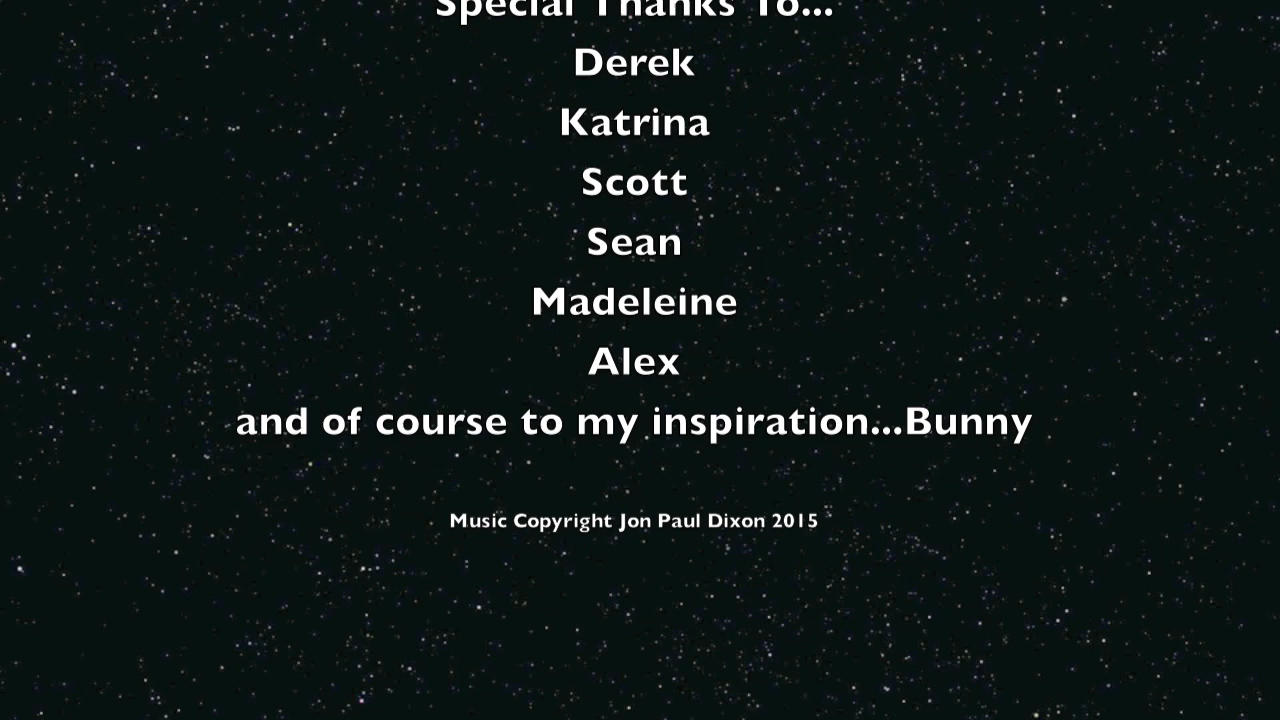 Special Thanks To...
Derek
Katrina
Scott
Sean
Madeleine
Alex
and of course to my inspiration...Bunny
Music Copyright Jon Paul Dixon 2015